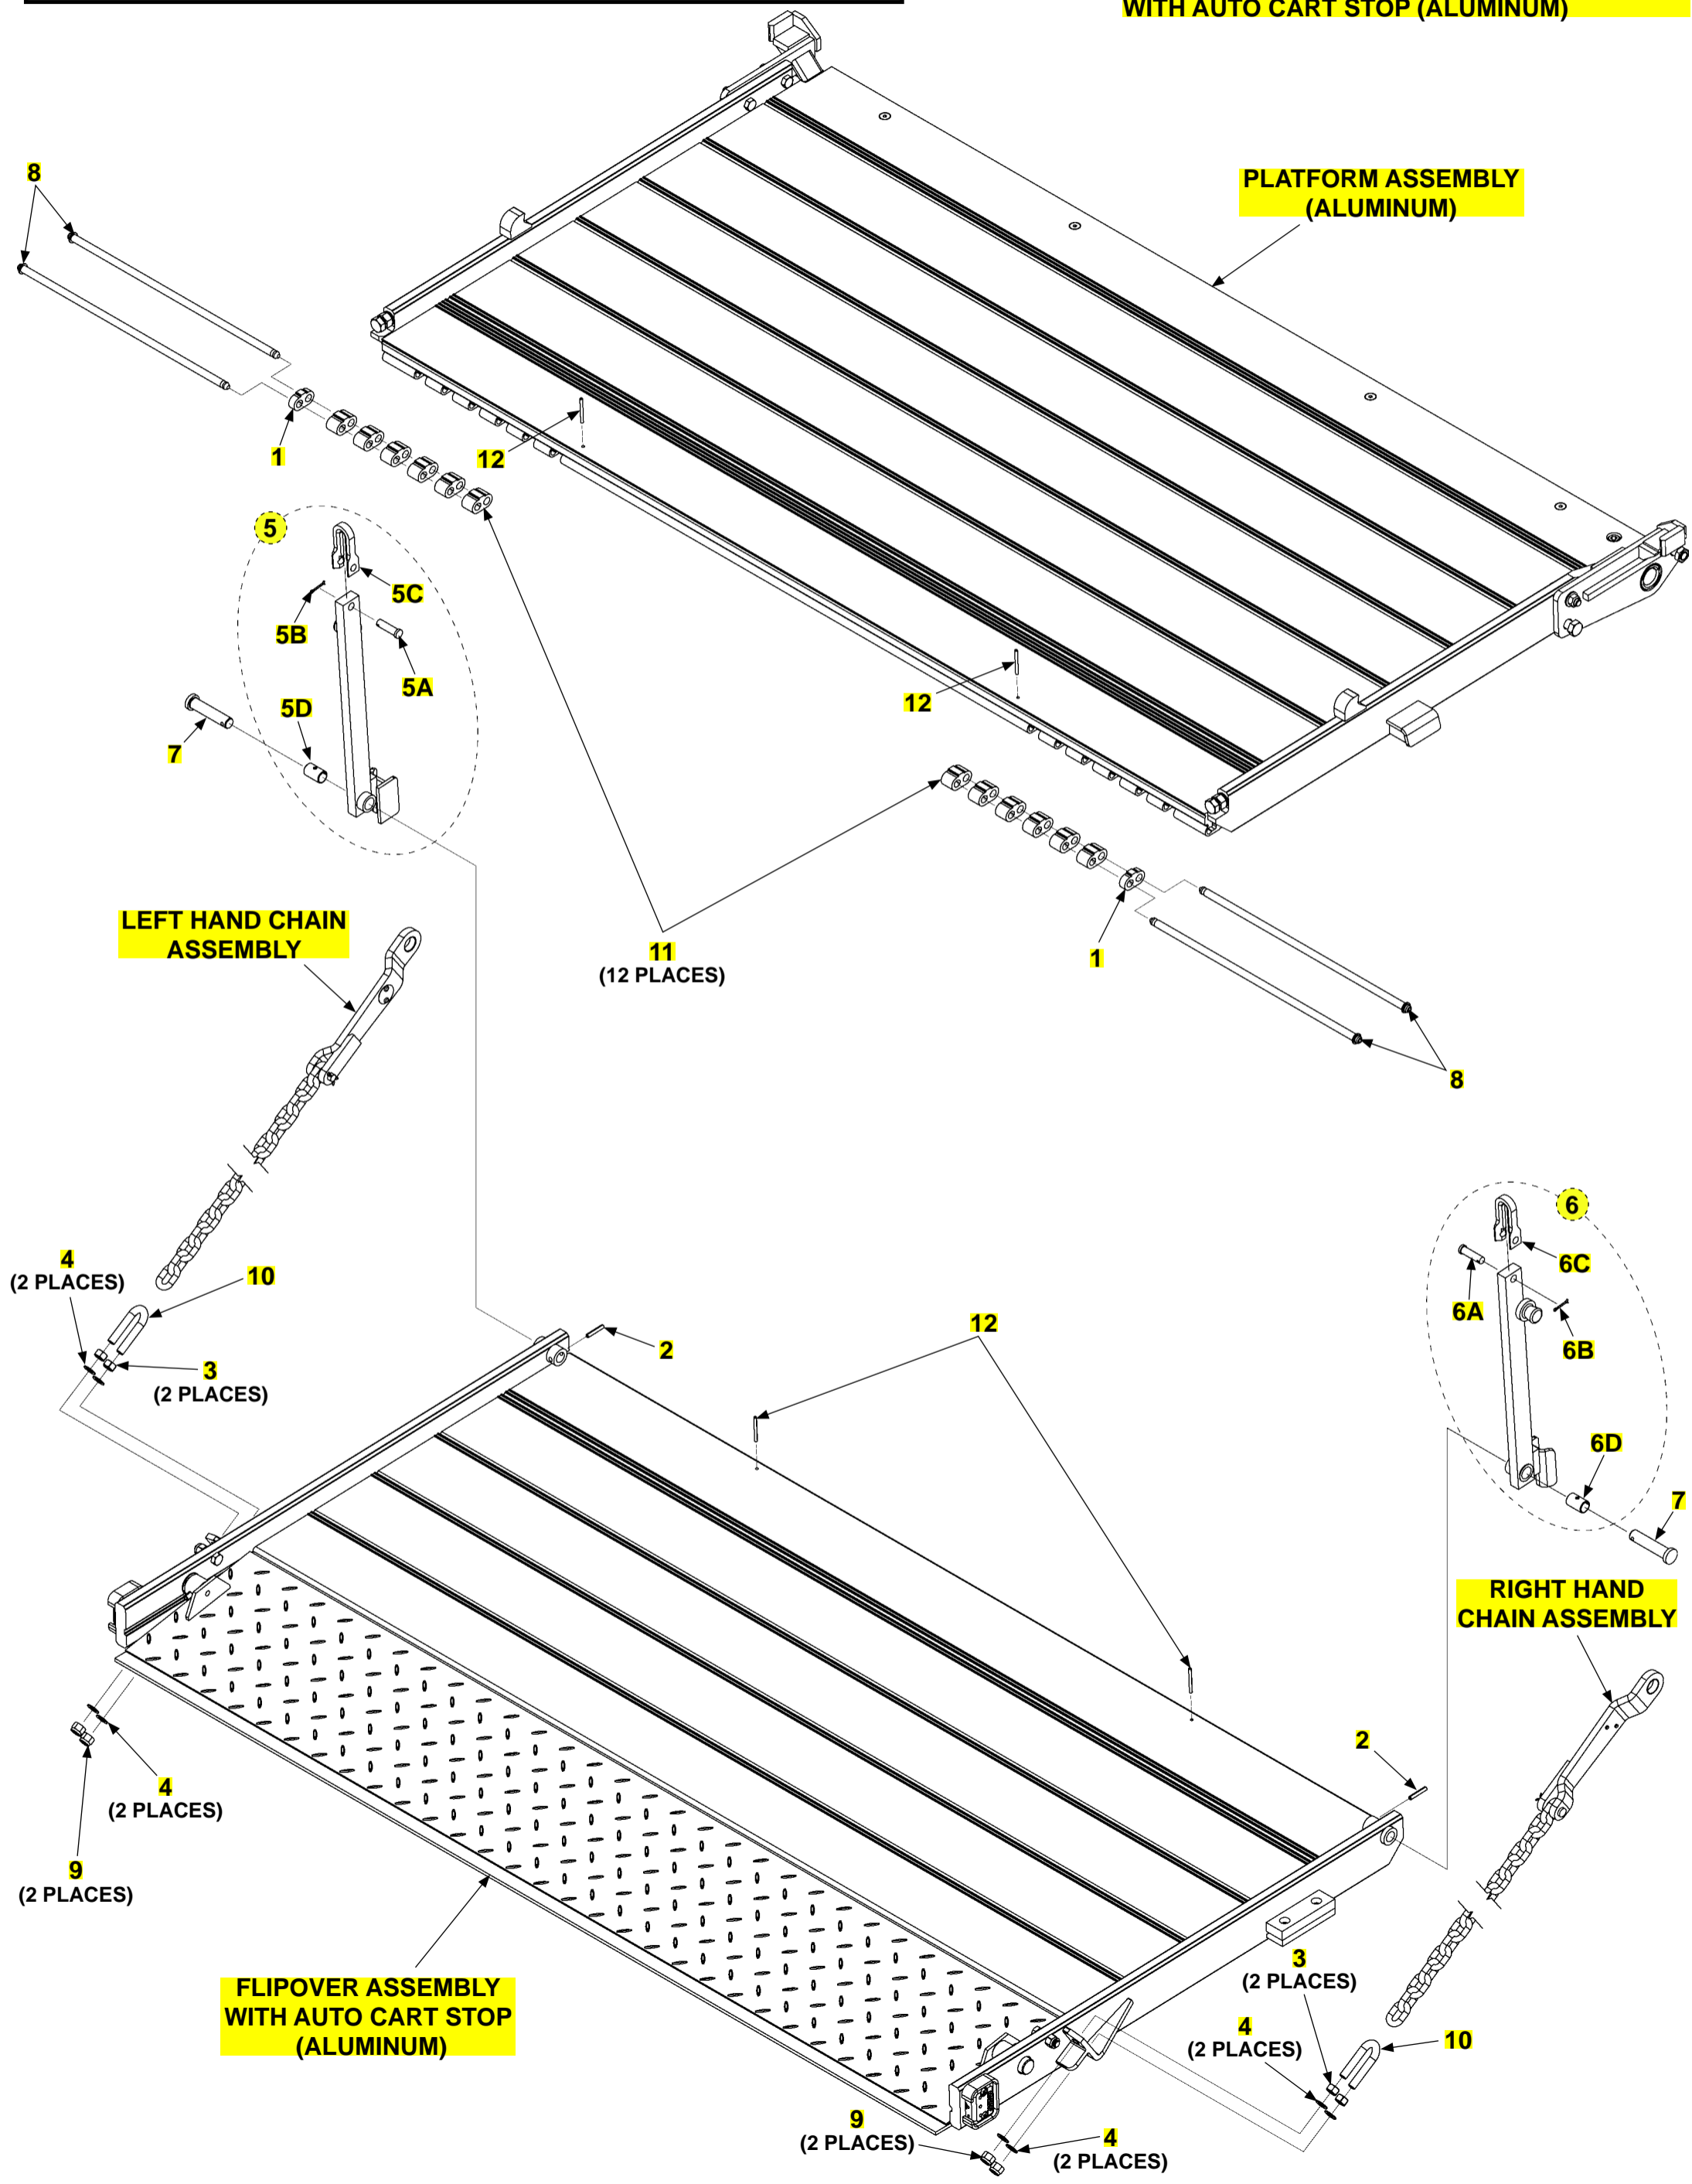 WITH AUTO CART STOP (ALUMINUM)
8
PLATFORM ASSEMBLY
(ALUMINUM)
1
12
5
5C
5B
5A
5D
7
12
LEFT HAND CHAIN
ASSEMBLY
11
(12 PLACES)
1
8
6
6C
6A
6B
6D
7
4
(2 PLACES)
10
3
(2 PLACES)
2
12
RIGHT HAND
CHAIN ASSEMBLY
2
4
(2 PLACES)
9
(2 PLACES)
FLIPOVER ASSEMBLY
WITH AUTO CART STOP
(ALUMINUM)
3
(2 PLACES)
4
(2 PLACES)
10
9
(2 PLACES)
4
(2 PLACES)